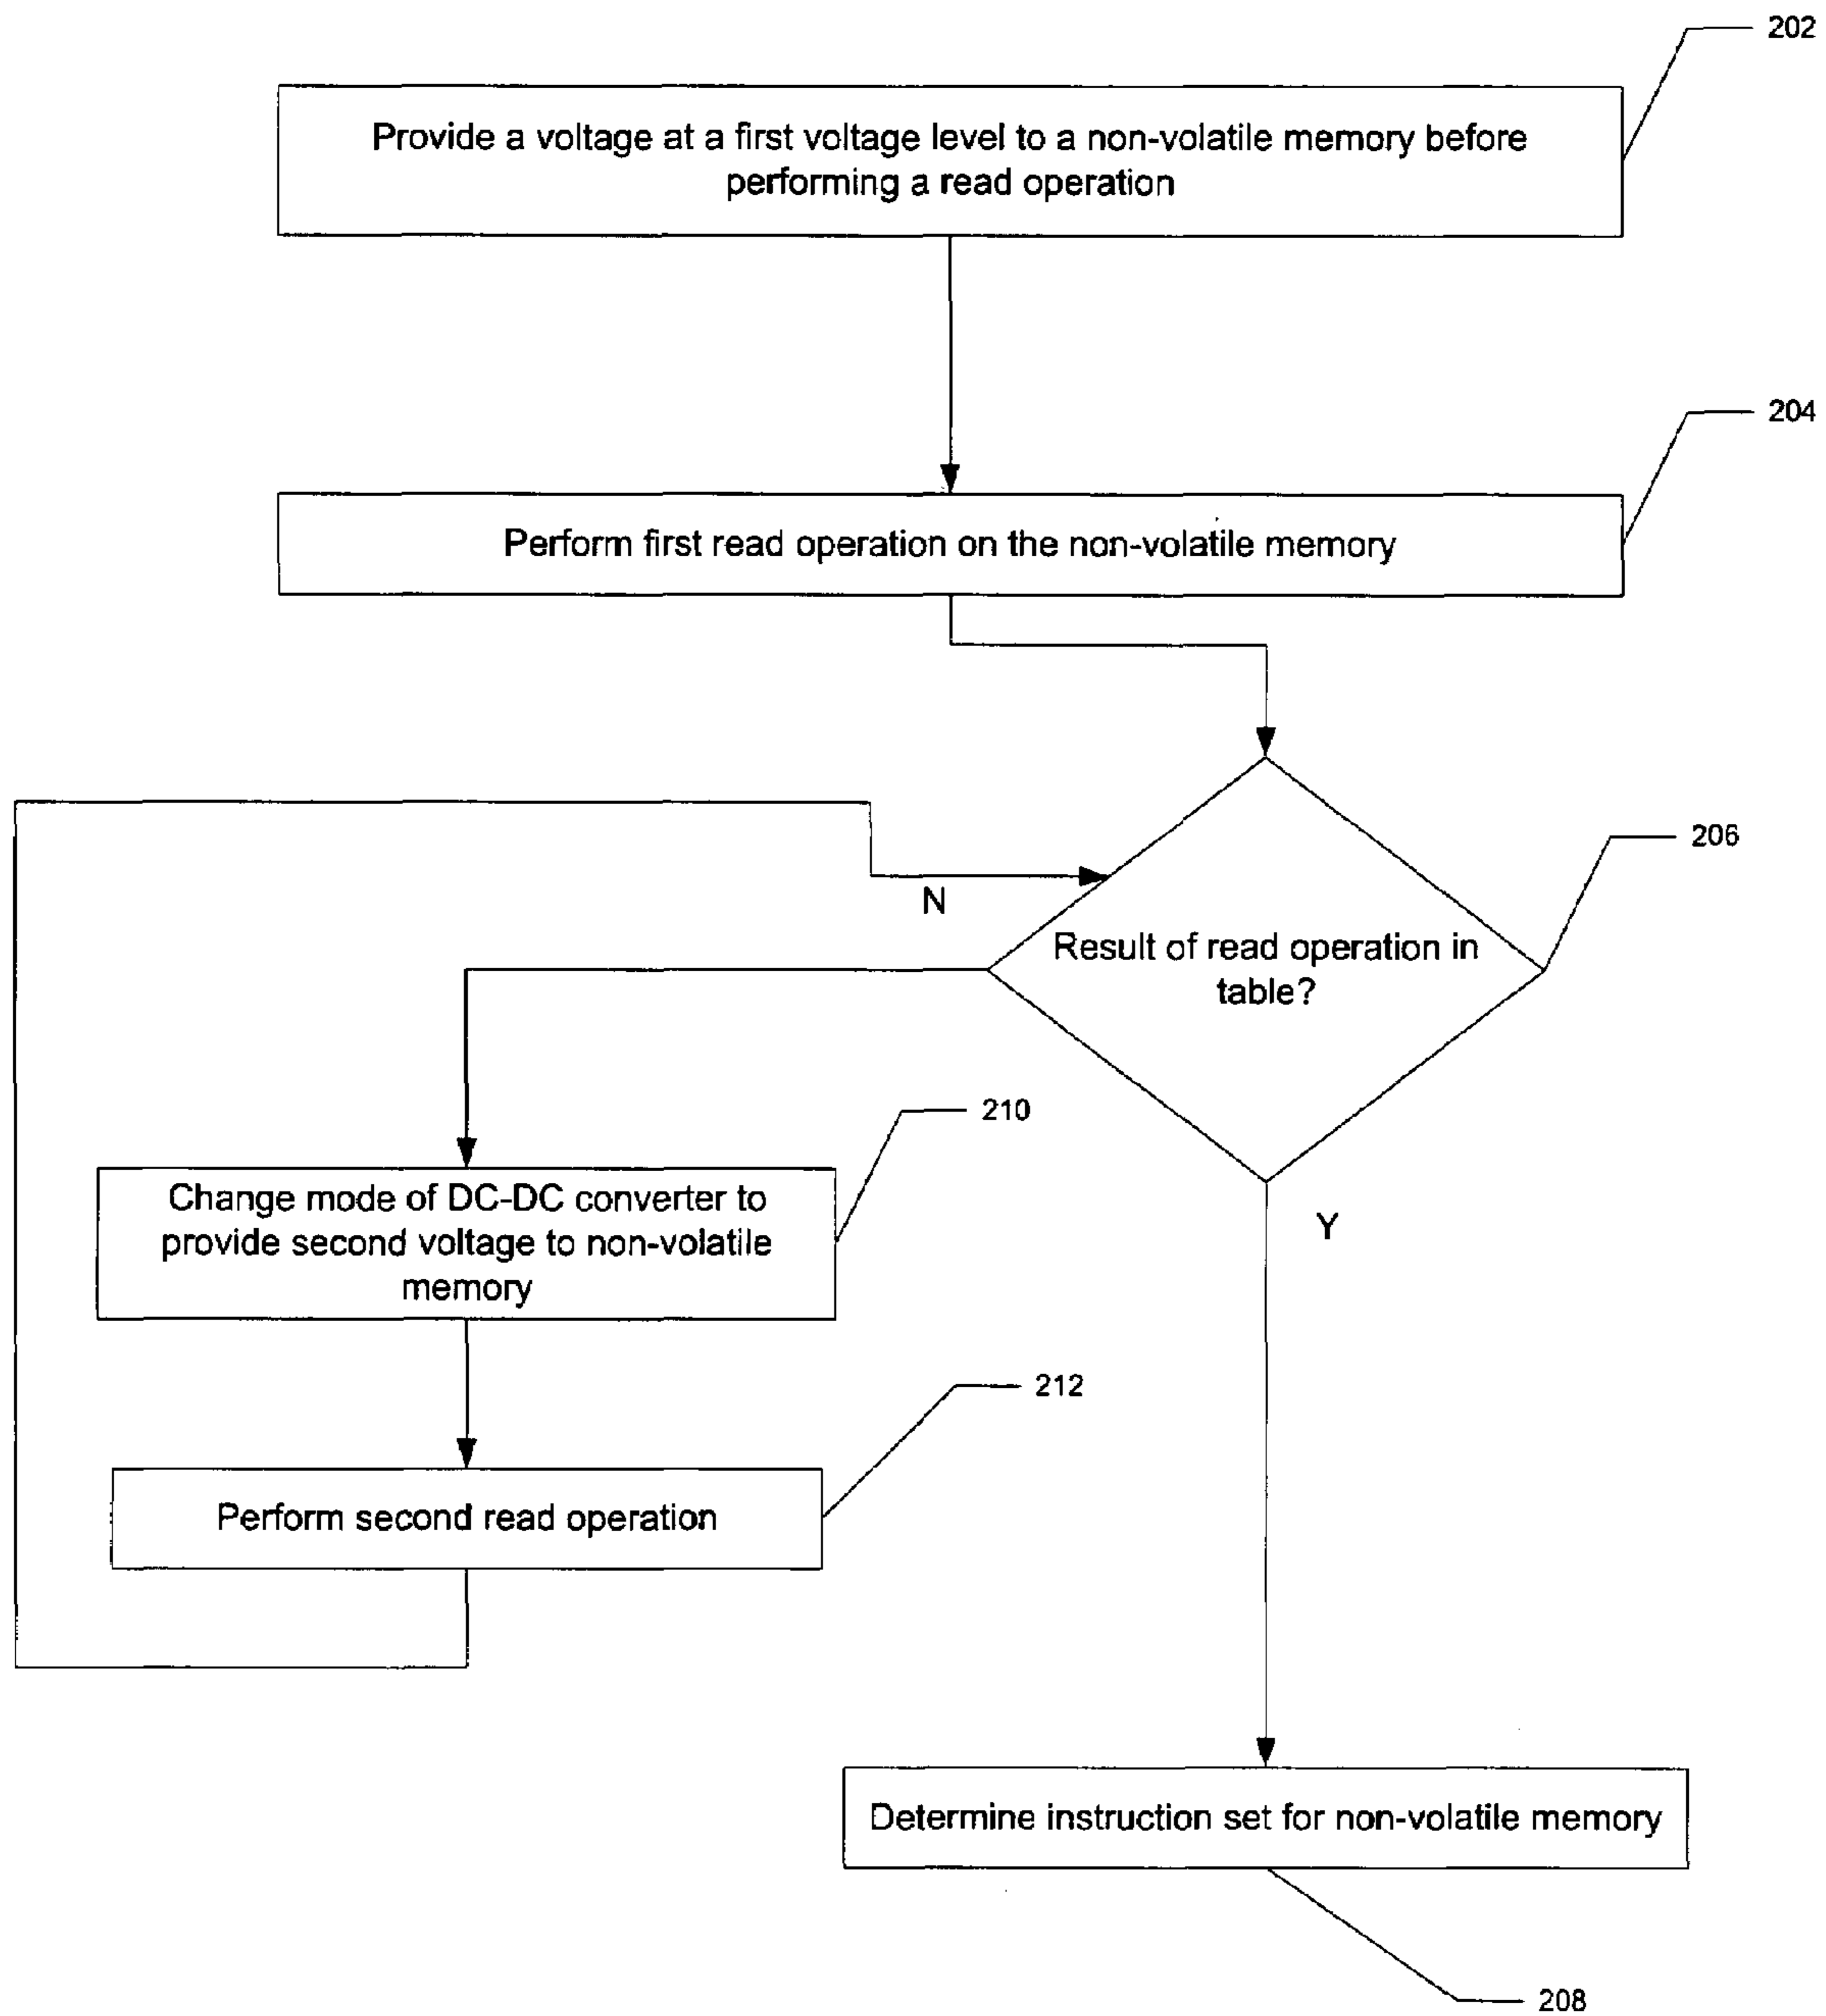 202
Provide a voltage at a first voltage level to a non-volatile memory before
performing a read operation
204
Perform first read operation on the non-volatile memory
206
N
Result of read operation in
table?
210
Y
Change mode of DC-DC converter to
provide second voltage to non-volatile
memory
212
Perform second read operation
Determine instruction set for non-volatile memory
208